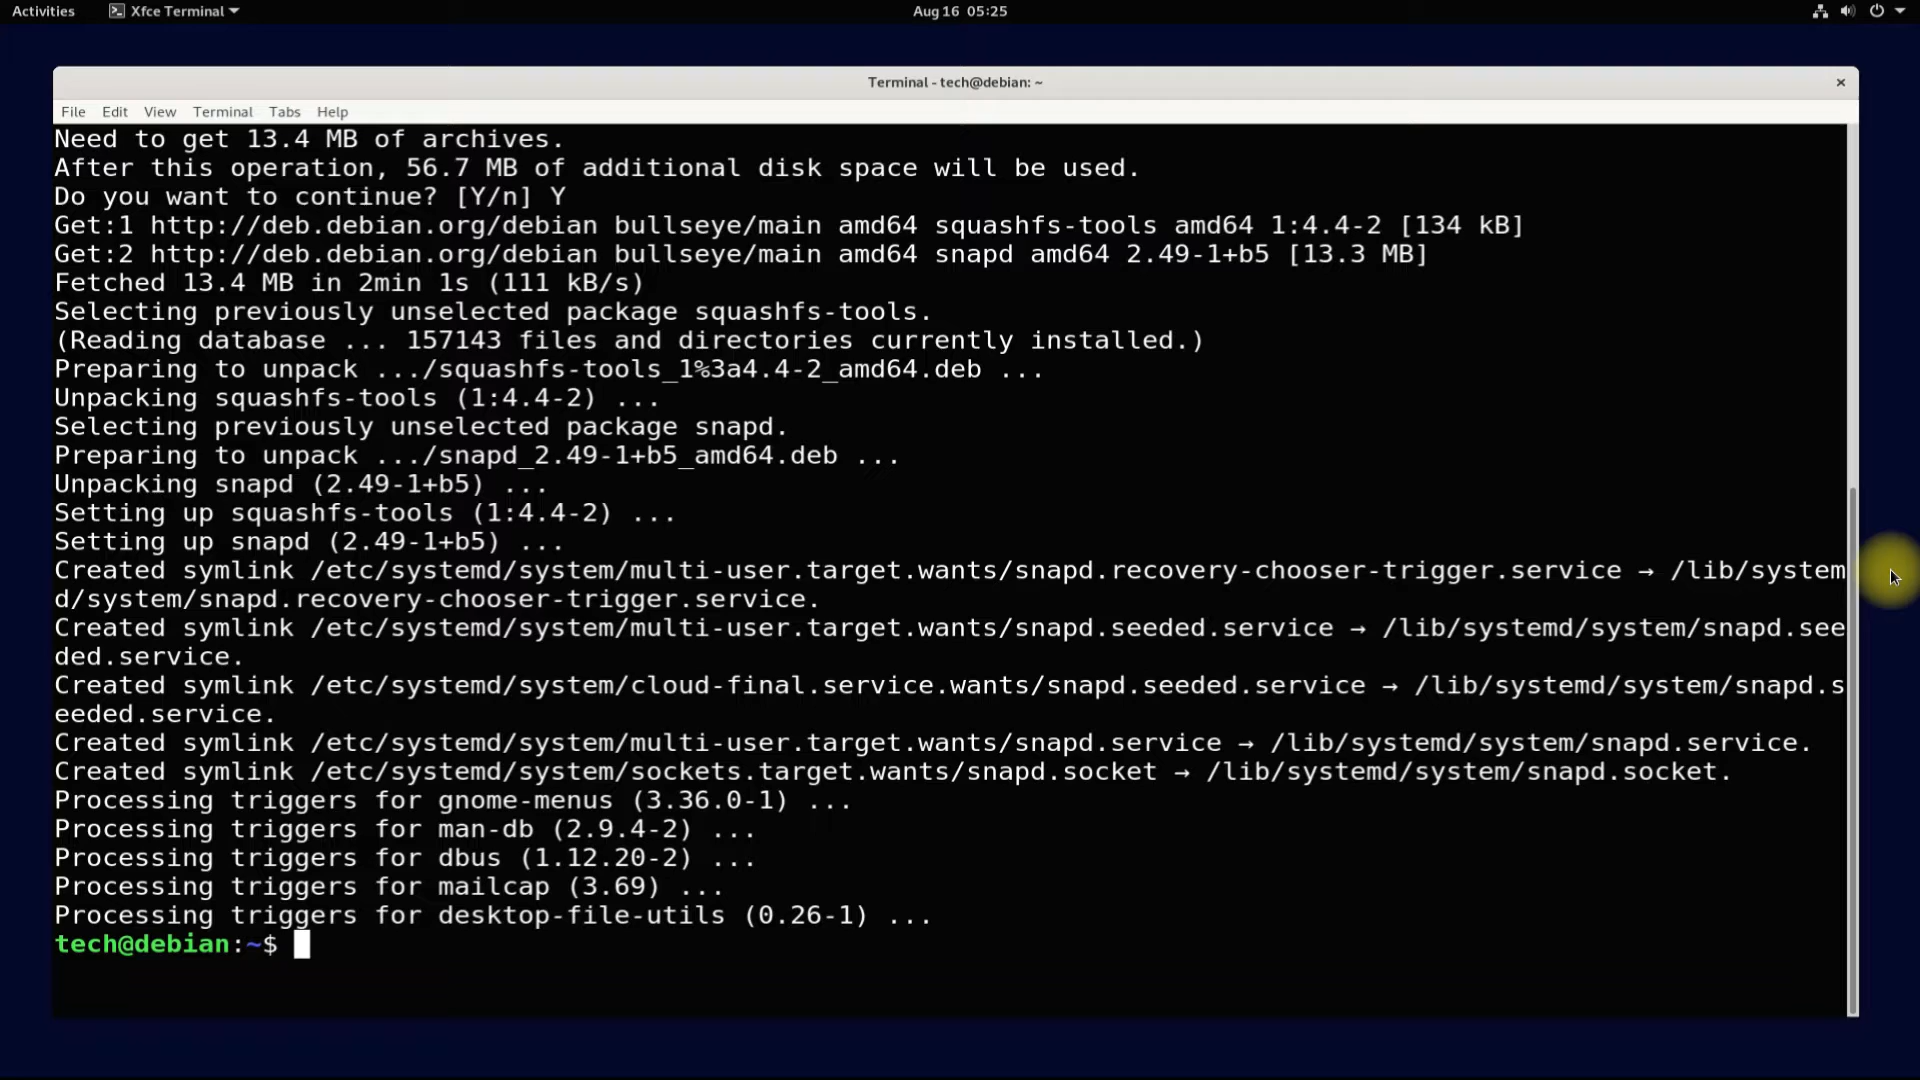 Activities Xfce Terminal Aug 16 05:25
Terminal - tech@debian: ~ ×
File Edit View Terminal Tabs Help
Need to get 13.4 MB of archives.
After this operation, 56.7 MB of additional disk space will be used.
Do you want to continue? [Y/n] Y
Get:1 http://deb.debian.org/debian bullseye/main amd64 squashfs-tools amd64 1:4.4-2 [134 kB]
Get:2 http://deb.debian.org/debian bullseye/main amd64 snapd amd64 2.49-1+b5 [13.3 MB]
Fetched 13.4 MB in 2min 1s (111 kB/s)
Selecting previously unselected package squashfs-tools.
(Reading database ... 157143 files and directories currently installed.)
Preparing to unpack .../squashfs-tools_1%3a4.4-2_amd64.deb ...
Unpacking squashfs-tools (1:4.4-2) ...
Selecting previously unselected package snapd.
Preparing to unpack .../snapd_2.49-1+b5_amd64.deb ...
Unpacking snapd (2.49-1+b5) ...
Setting up squashfs-tools (1:4.4-2) ...
Setting up snapd (2.49-1+b5) ...
Created symlink /etc/systemd/system/multi-user.target.wants/snapd.recovery-chooser-trigger.service → /lib/system
d/system/snapd.recovery-chooser-trigger.service.
Created symlink /etc/systemd/system/multi-user.target.wants/snapd.seeded.service → /lib/systemd/system/snapd.see
ded.service.
Created symlink /etc/systemd/system/cloud-final.service.wants/snapd.seeded.service → /lib/systemd/system/snapd.s
eeded.service.
Created symlink /etc/systemd/system/multi-user.target.wants/snapd.service → /lib/systemd/system/snapd.service.
Created symlink /etc/systemd/system/sockets.target.wants/snapd.socket → /lib/systemd/system/snapd.socket.
Processing triggers for gnome-menus (3.36.0-1) ...
Processing triggers for man-db (2.9.4-2) ...
Processing triggers for dbus (1.12.20-2) ...
Processing triggers for mailcap (3.69) ...
Processing triggers for desktop-file-utils (0.26-1) ...
tech@debian:~$